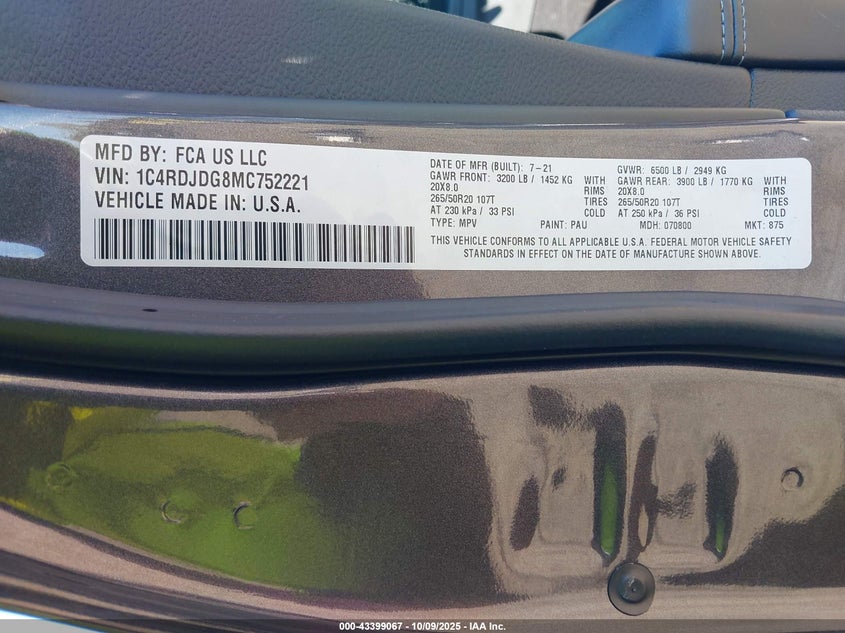 MFD BY: FCA US LLC
VIN: 1C4RDJDG8MC752221
VEHICLE MADE IN: U.S.A.
DATE OF MFR (BUILT): 7-21 GVWR: 6500 LB / 2949 KG
GAWR FRONT: 3200 LB / 1452 KG WITH GAWR REAR: 3900 LB / 1770 KG WITH
20X8.0 RIMS 20X8.0 RIMS
265/50R20 107T TIRES 265/50R20 107T TIRES
AT 230 kPa / 33 PSI COLD AT 250 kPa / 36 PSI COLD
TYPE: MPV PAINT: PAU MDH: 070800 MKT: 875
THIS VEHICLE CONFORMS TO ALL APPLICABLE U.S.A. FEDERAL MOTOR VEHICLE SAFETY
STANDARDS IN EFFECT ON THE DATE OF MANUFACTURE SHOWN ABOVE.
000-43399067 - 10/09/2025 - IAA Inc.